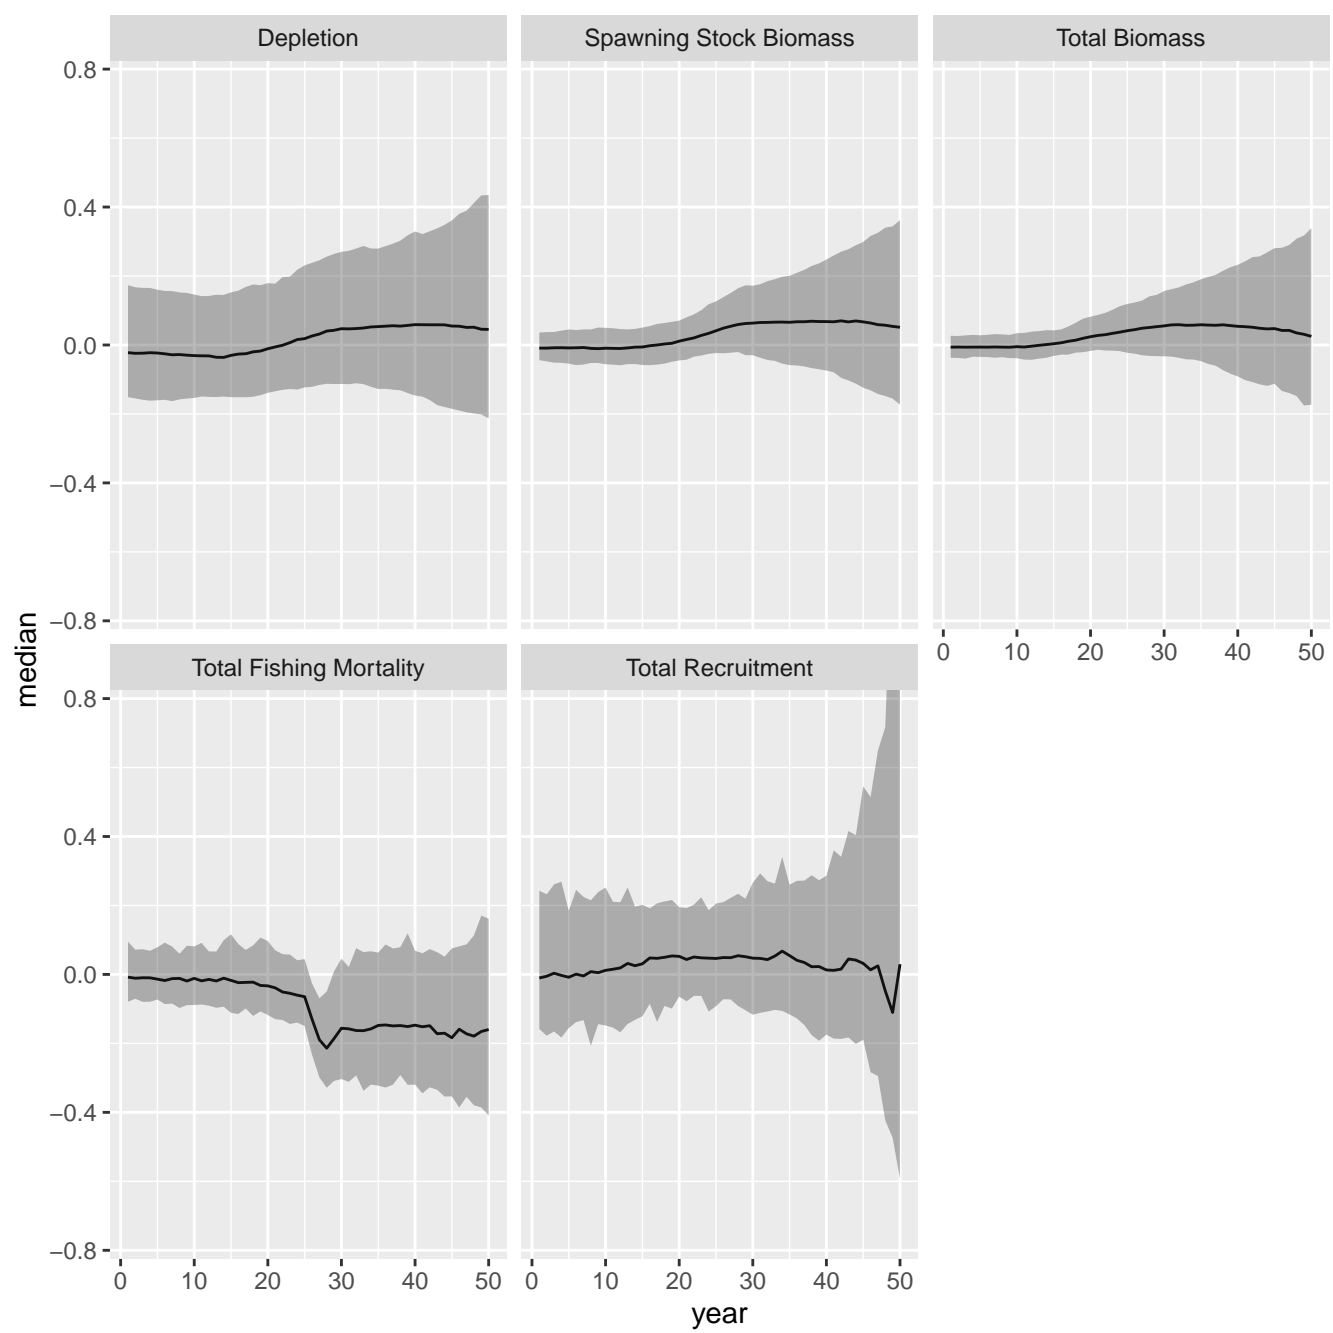 Depletion
Spawning Stock Biomass
Total Biomass
0.8
0.4
0.0
−0.4
−0.8
0 10 20 30 40 50
median
Total Fishing Mortality
Total Recruitment
0.8
0.4
0.0
−0.4
−0.8
0 10 20 30 40 50
0 10 20 30 40 50
year